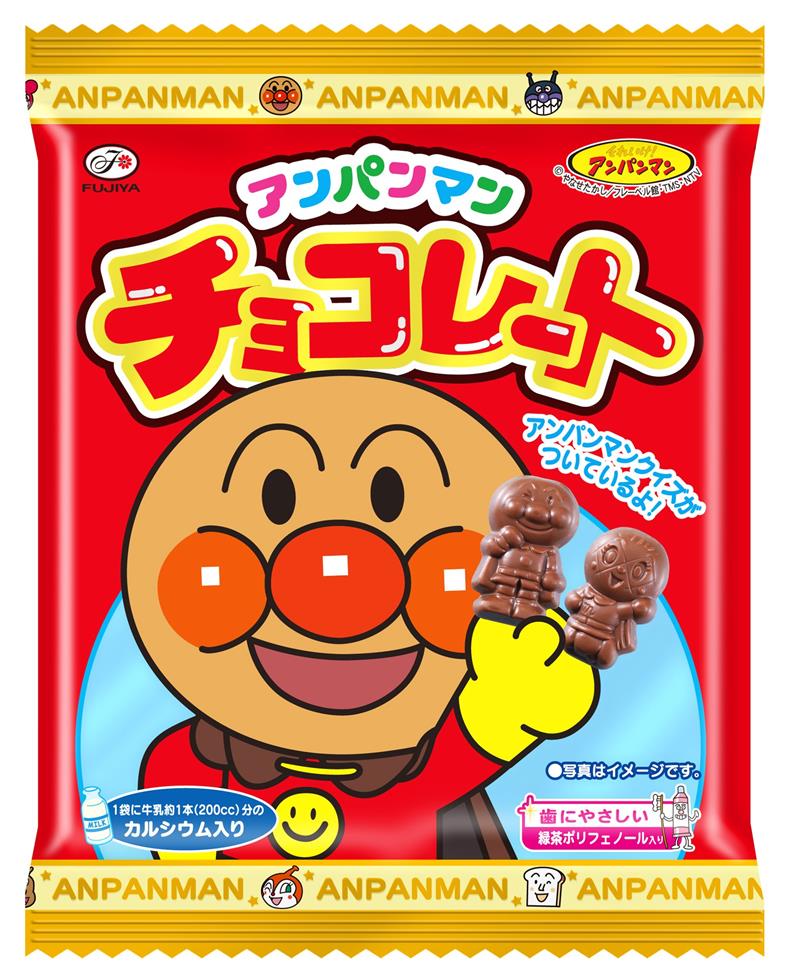 ANPANMAN ANPANMAN ANPANMAN
FUJIYA
それいけ!
アンパンマン
©やなせたかし/フレーベル館・TMS・NTV
アンパンマン
チョコレート
アンパンマンクイズが
ついているよ!
●写真はイメージです。
MILK
1袋に牛乳約1本(200cc)分の
カルシウム入り
歯にやさしい
緑茶ポリフェノール入り
ANPANMAN ANPANMAN ANPANMAN